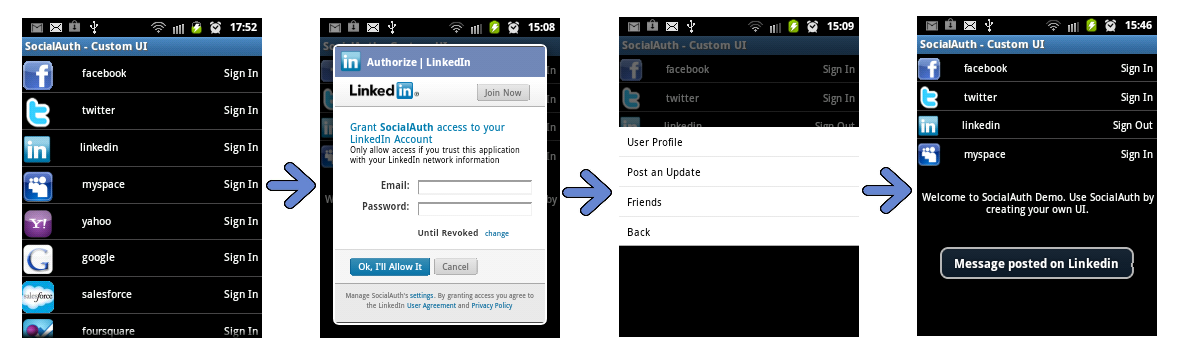 17:52
SocialAuth - Custom UI
facebook Sign In
twitter Sign In
linkedin Sign In
myspace Sign In
yahoo Sign In
Y!
google Sign In
G
salesforce Sign In
salesforce
foursquare Sign In
15:08
in Authorize | LinkedIn
Linked in® Join Now
Grant SocialAuth access to your
LinkedIn Account
Only allow access if you trust this application
with your LinkedIn network information
Email:
Password:
Until Revoked change
Ok, I'll Allow It Cancel
Manage SocialAuth's settings. By granting access you agree to
the LinkedIn User Agreement and Privacy Policy
15:09
SocialAuth - Custom UI
facebook Sign In
twitter Sign In
linkedin Sign Out
User Profile
Post an Update
Friends
Back
15:46
SocialAuth - Custom UI
facebook Sign In
twitter Sign In
linkedin Sign Out
myspace Sign In
Welcome to SocialAuth Demo. Use SocialAuth by
creating your own UI.
Message posted on Linkedin